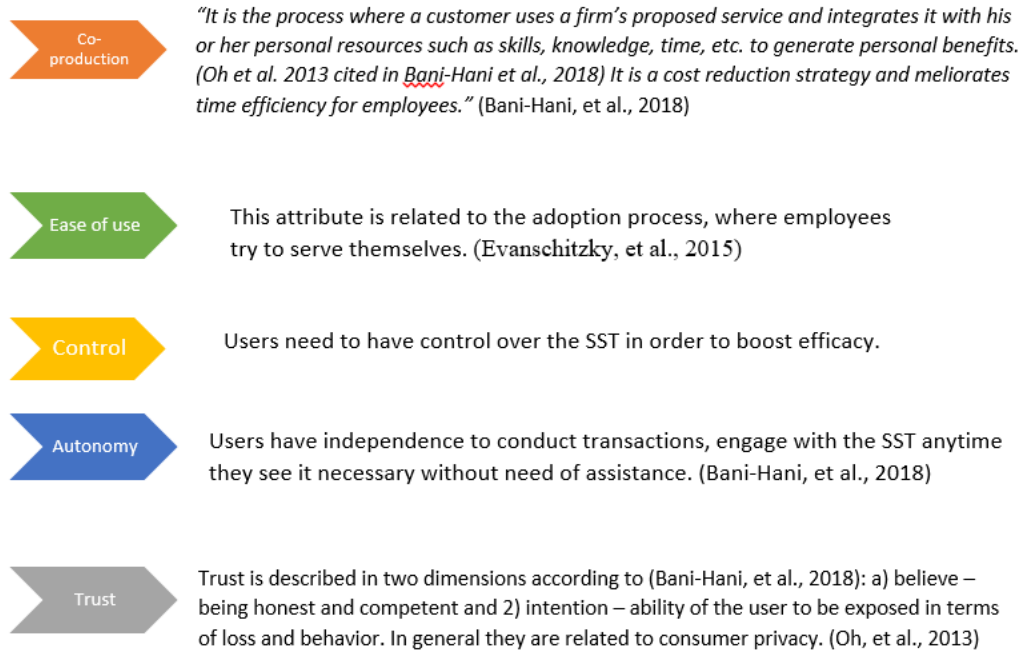 Co-
production
“It is the process where a customer uses a firm’s proposed service and integrates it with his
or her personal resources such as skills, knowledge, time, etc. to generate personal benefits.
(Oh et al. 2013 cited in Bani-Hani et al., 2018) It is a cost reduction strategy and meliorates
time efficiency for employees.” (Bani-Hani, et al., 2018)
Ease of use
This attribute is related to the adoption process, where employees
try to serve themselves. (Evanschitzky, et al., 2015)
Control
Users need to have control over the SST in order to boost efficacy.
Autonomy
Users have independence to conduct transactions, engage with the SST anytime
they see it necessary without need of assistance. (Bani-Hani, et al., 2018)
Trust
Trust is described in two dimensions according to (Bani-Hani, et al., 2018): a) believe –
being honest and competent and 2) intention – ability of the user to be exposed in terms
of loss and behavior. In general they are related to consumer privacy. (Oh, et al., 2013)